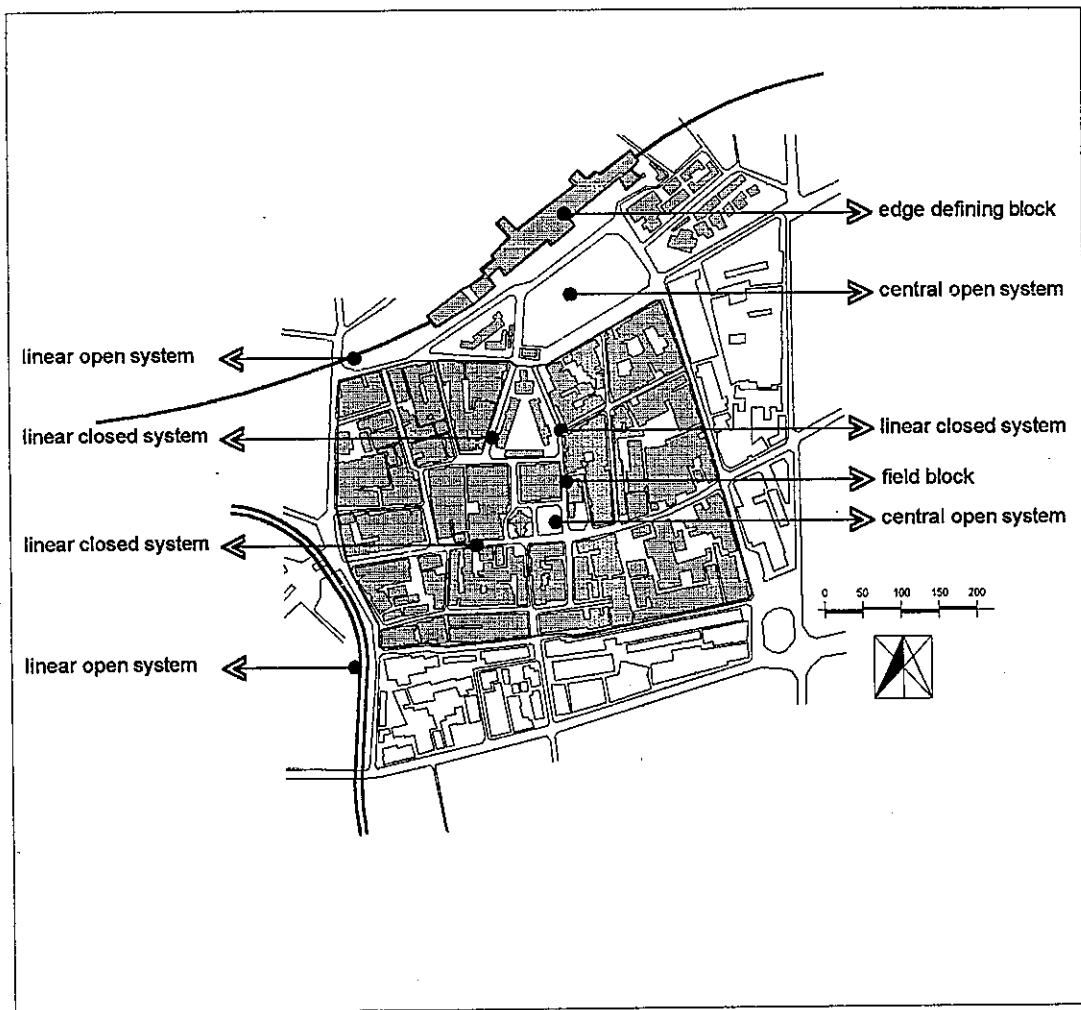 edge defining block
central open system
linear open system
linear closed system
linear closed system
field block
central open system
linear closed system
0 50 100 150 200
linear open system